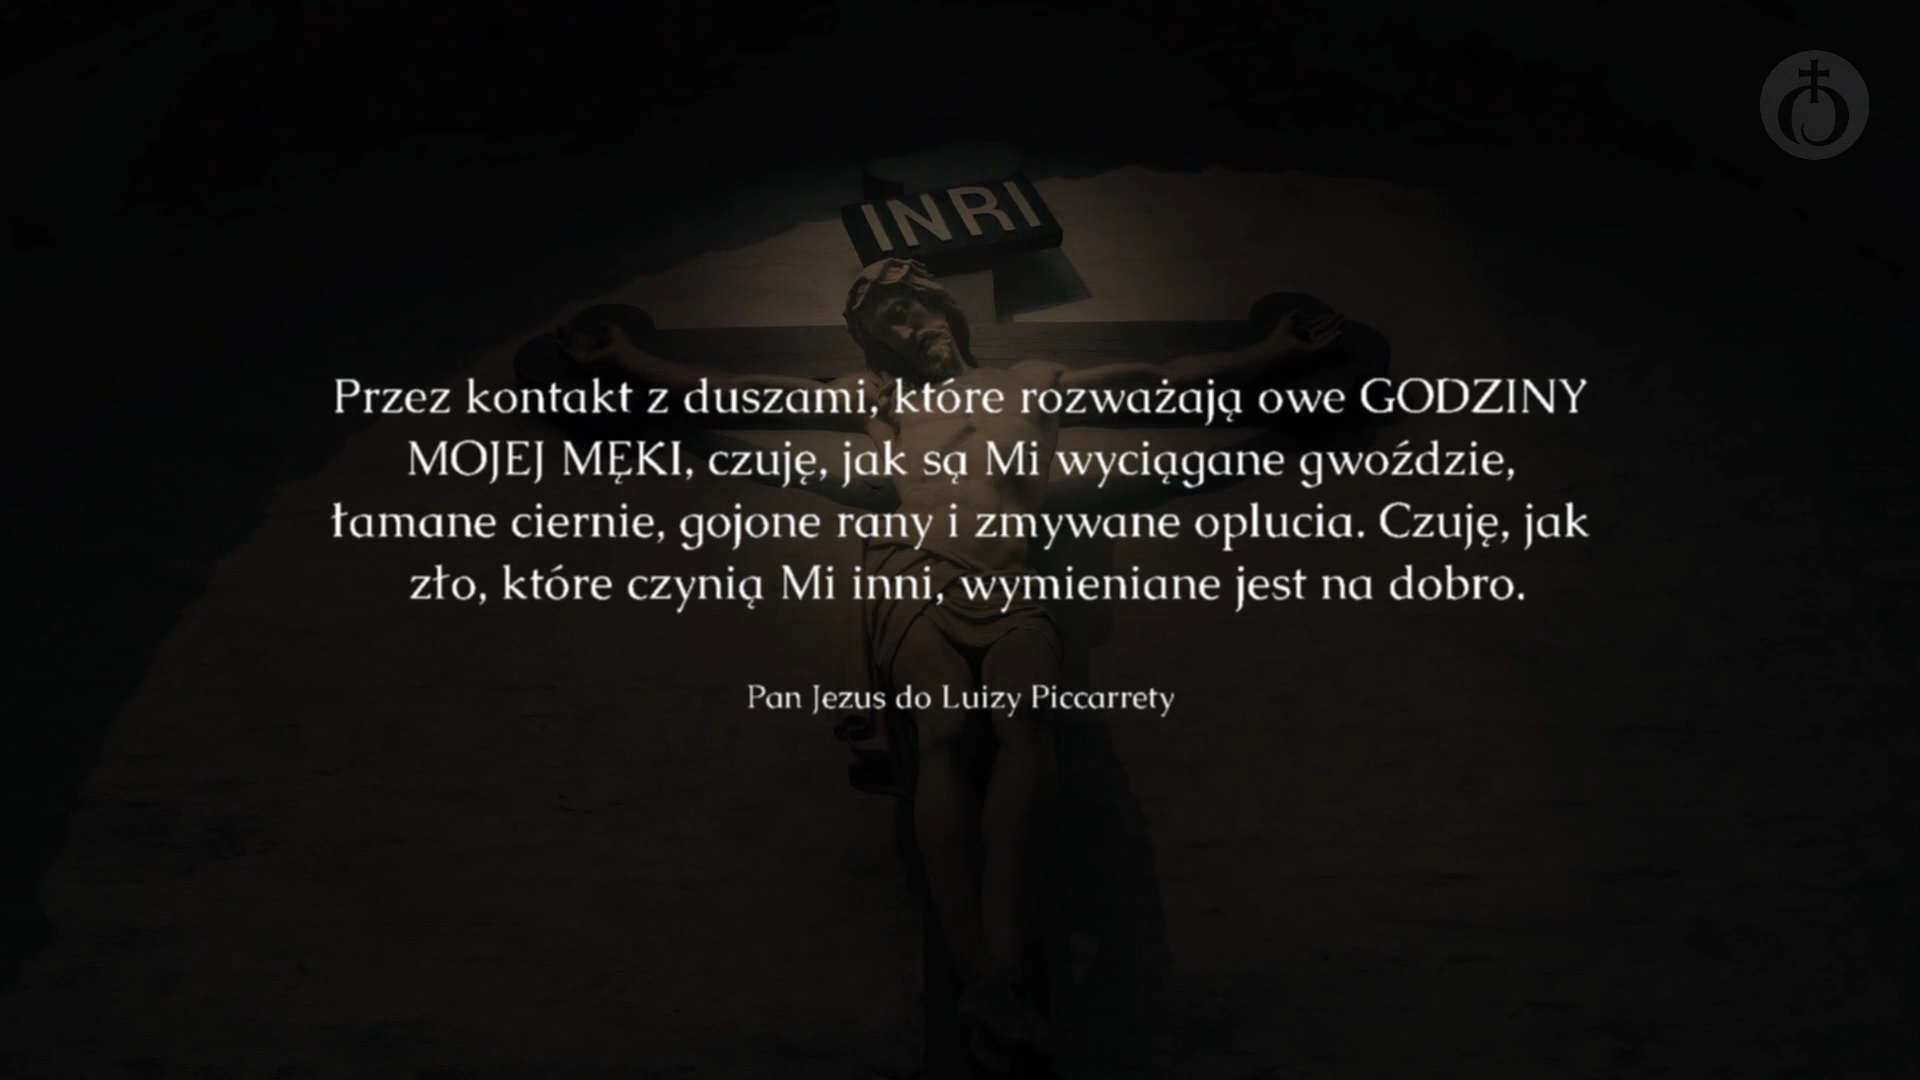 INRI
Przez kontakt z duszami, które rozważają owe GODZINY
MOJEJ MĘKI, czuję, jak są Mi wyciągane gwoździe,
łamane ciernie, gojone rany i zmywane oplucia. Czuję, jak
zło, które czynią Mi inni, wymieniane jest na dobro.
Pan Jezus do Luizy Piccarrety